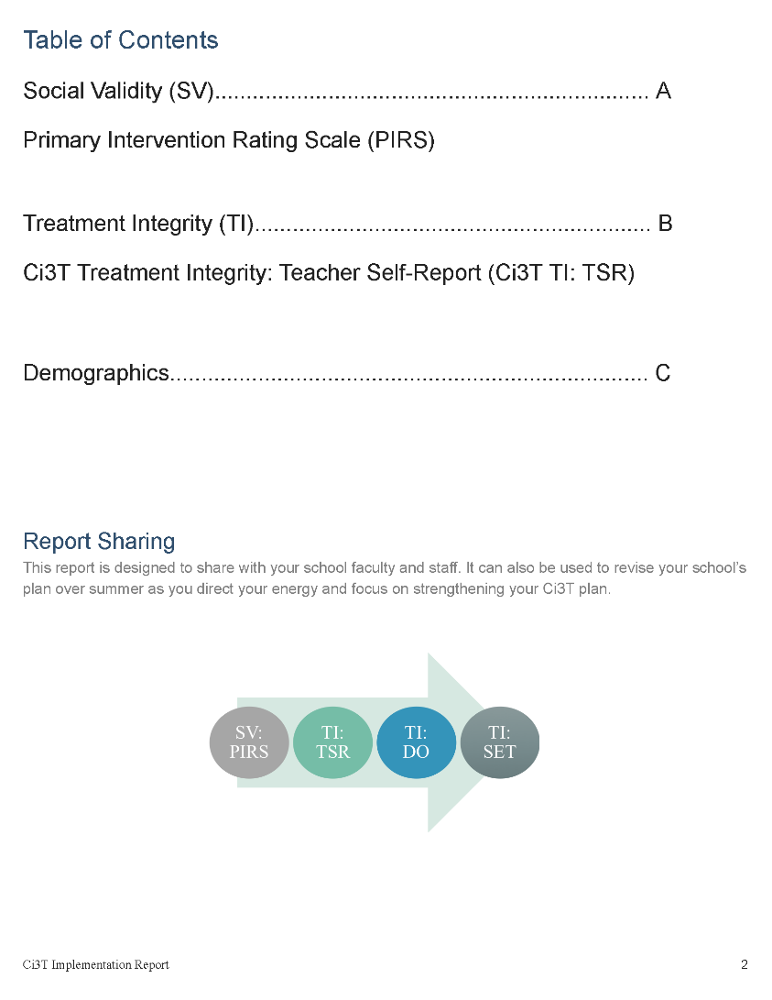 Table of Contents
Social Validity (SV)...................................................................... A
Primary Intervention Rating Scale (PIRS)
Treatment Integrity (TI)................................................................ B
Ci3T Treatment Integrity: Teacher Self-Report (Ci3T TI: TSR)
Demographics............................................................................. C
Report Sharing
This report is designed to share with your school faculty and staff. It can also be used to revise your school’s
plan over summer as you direct your energy and focus on strengthening your Ci3T plan.
SV:
PIRS
TI:
TSR
TI:
DO
TI:
SET
Ci3T Implementation Report
2